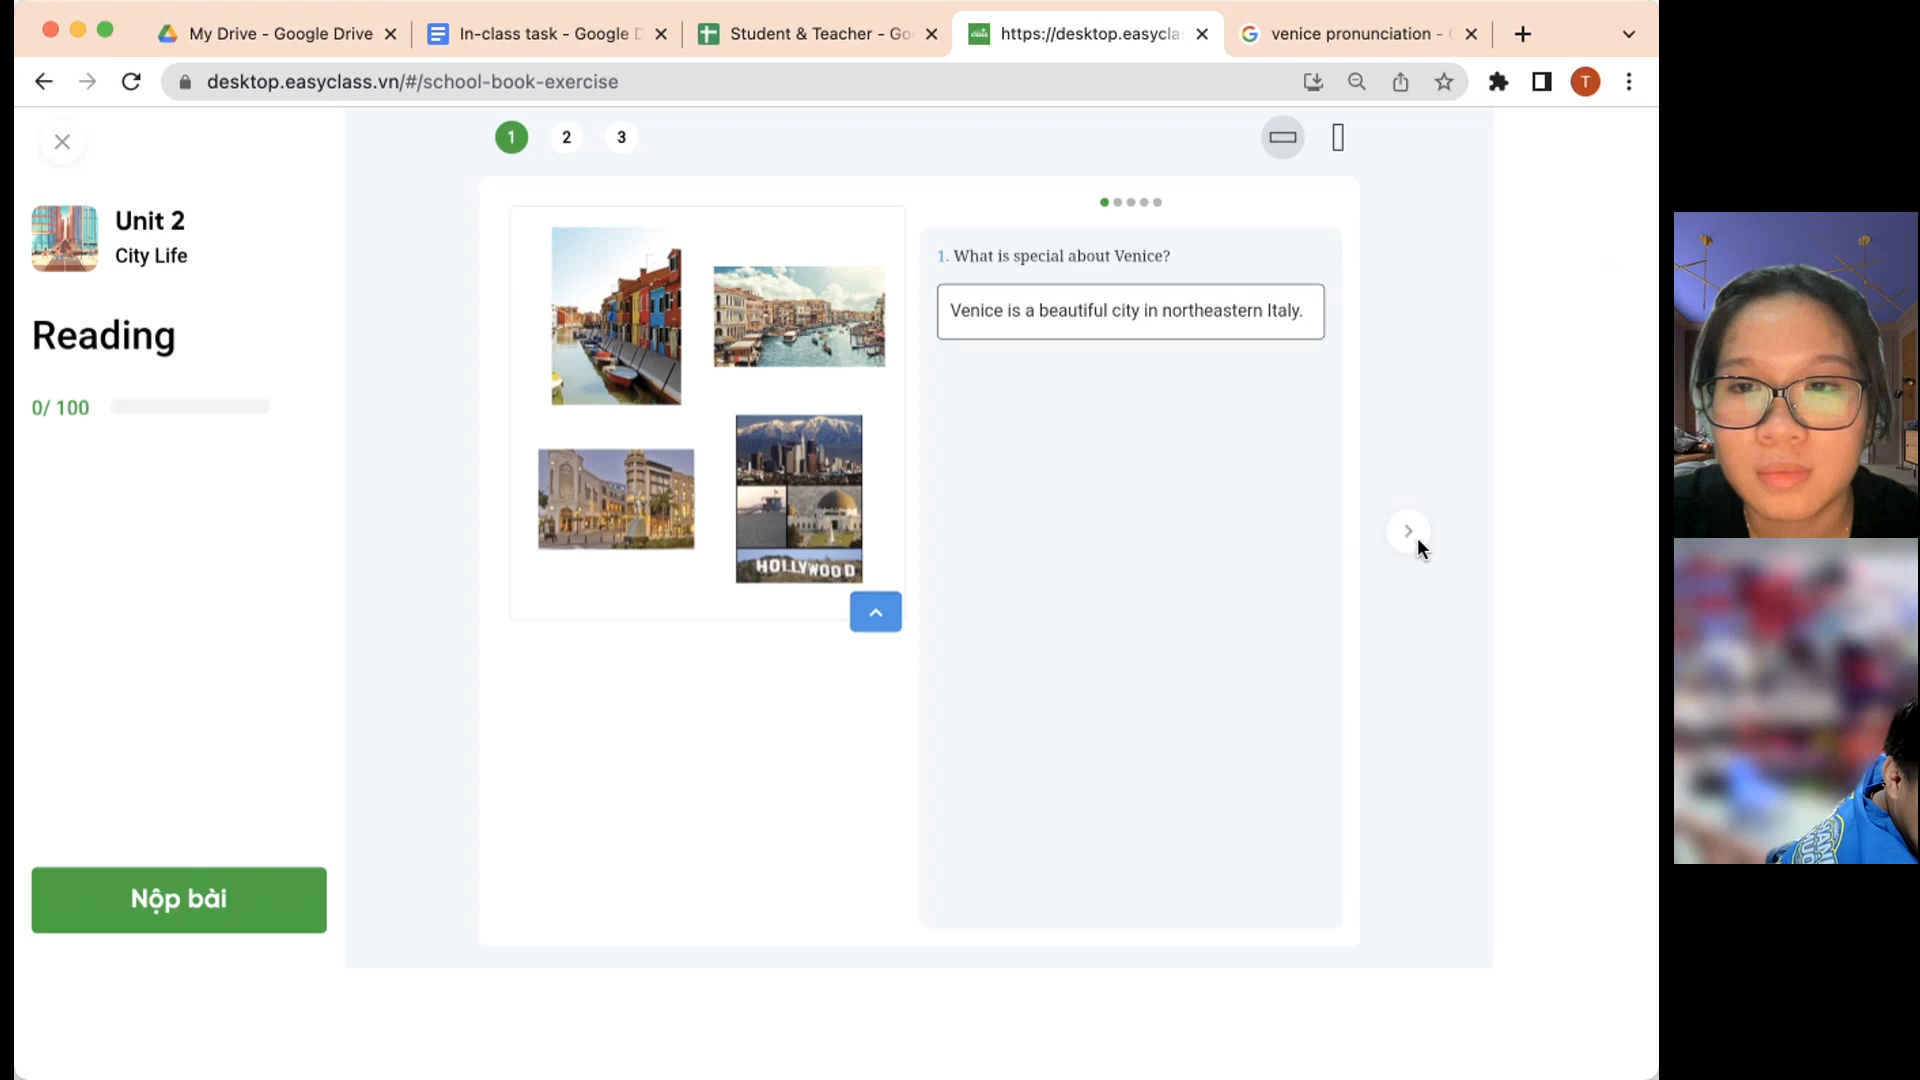 My Drive - Google Drive
In-class task - Google D
Student & Teacher - Go
https://desktop.easycla
venice pronunciation -
desktop.easyclass.vn/#/school-book-exercise
T
1 2 3
Unit 2
City Life
Reading
0/ 100
1. What is special about Venice?
Venice is a beautiful city in northeastern Italy.
HOLLYWOOD
Nộp bài